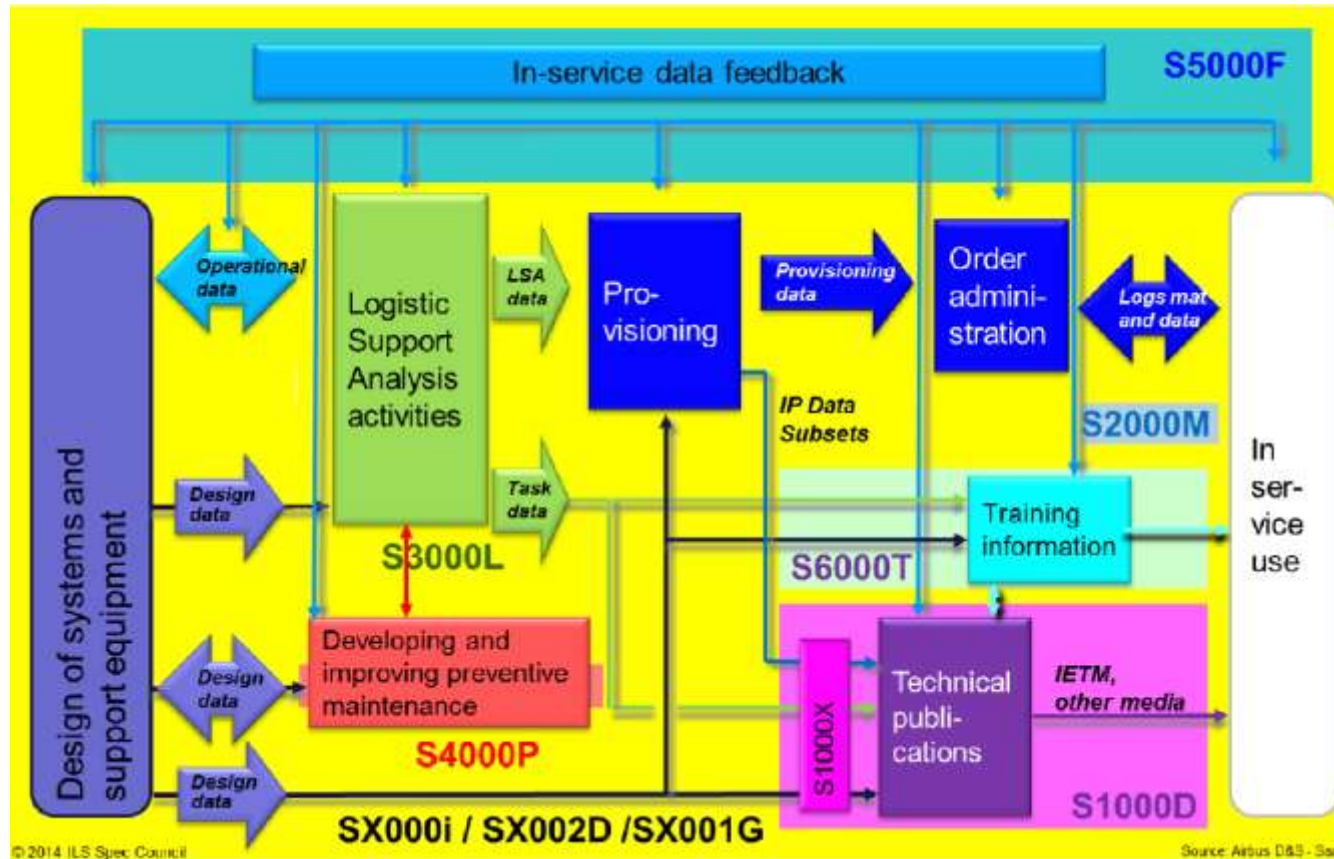 In-service data feedback
S5000F
Operational
data
Logistic
Support
Analysis
activities
LSA
data
Pro-
visioning
Provisioning
data
Order
admini-
stration
Logs mat
and data
IP Data
Subsets
S2000M
Design of systems and
support equipment
Design
data
Task
data
S3000L
Training
information
S6000T
In
ser-
vice
use
Design
data
Developing and
improving preventive
maintenance
S4000P
S1000X
Technical
publi-
cations
IETM,
other media
S1000D
Design
data
SX000i / SX002D /SX001G
© 2014 ILS Spec Council
Source: Airbus D&S -